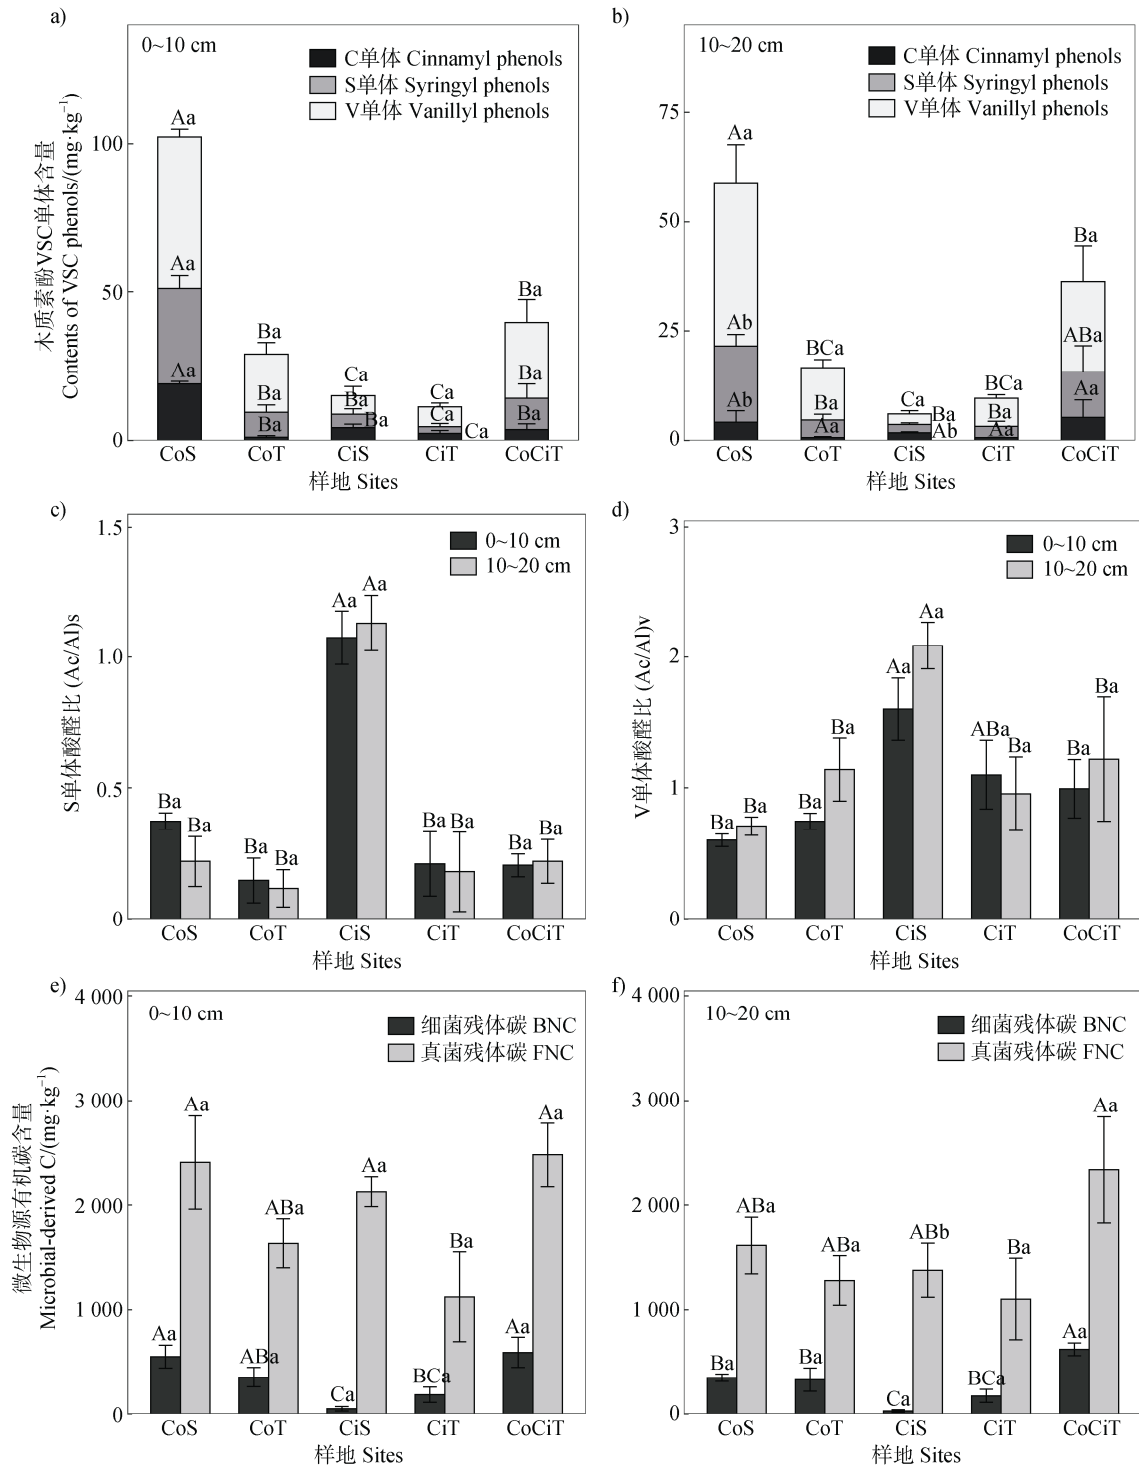 a)
0~10 cm
C单体 Cinnamyl phenols
S单体 Syringyl phenols
V单体 Vanillyl phenols
木质素酚VSC单体含量
Contents of VSC phenols/(mg·kg⁻¹)
100
50
0
Aa
Aa
Aa
Ba
Ba
Ba
Ca
Ba
Ba
Ca
Ca
Ca
Ba
Ba
Ba
CoS CoT CiS CiT CoCiT
样地 Sites
b)
10~20 cm
C单体 Cinnamyl phenols
S单体 Syringyl phenols
V单体 Vanillyl phenols
75
50
25
0
Aa
Ab
Ab
BCa
Ba
Aa
Ca
Ba
Ab
BCa
Ba
Aa
Ba
ABa
Aa
CoS CoT CiS CiT CoCiT
样地 Sites
c)
0~10 cm
10~20 cm
S单体酸醛比 (Ac/Al)s
1.5
1.0
0.5
0
Ba Ba Ba Ba Aa Aa Ba Ba Ba Ba
CoS CoT CiS CiT CoCiT
样地 Sites
d)
0~10 cm
10~20 cm
V单体酸醛比 (Ac/Al)v
3
2
1
0
Ba Ba Ba Ba Aa Aa ABa Ba Ba Ba
CoS CoT CiS CiT CoCiT
样地 Sites
e)
0~10 cm
细菌残体碳 BNC
真菌残体碳 FNC
微生物源有机碳含量
Microbial-derived C/(mg·kg⁻¹)
4 000
3 000
2 000
1 000
0
Aa Aa ABa ABa Ca Aa BCa Ba Aa Aa
CoS CoT CiS CiT CoCiT
样地 Sites
f)
10~20 cm
细菌残体碳 BNC
真菌残体碳 FNC
4 000
3 000
2 000
1 000
0
Ba ABa Ba ABa Ca ABb BCa Ba Aa Aa
CoS CoT CiS CiT CoCiT
样地 Sites